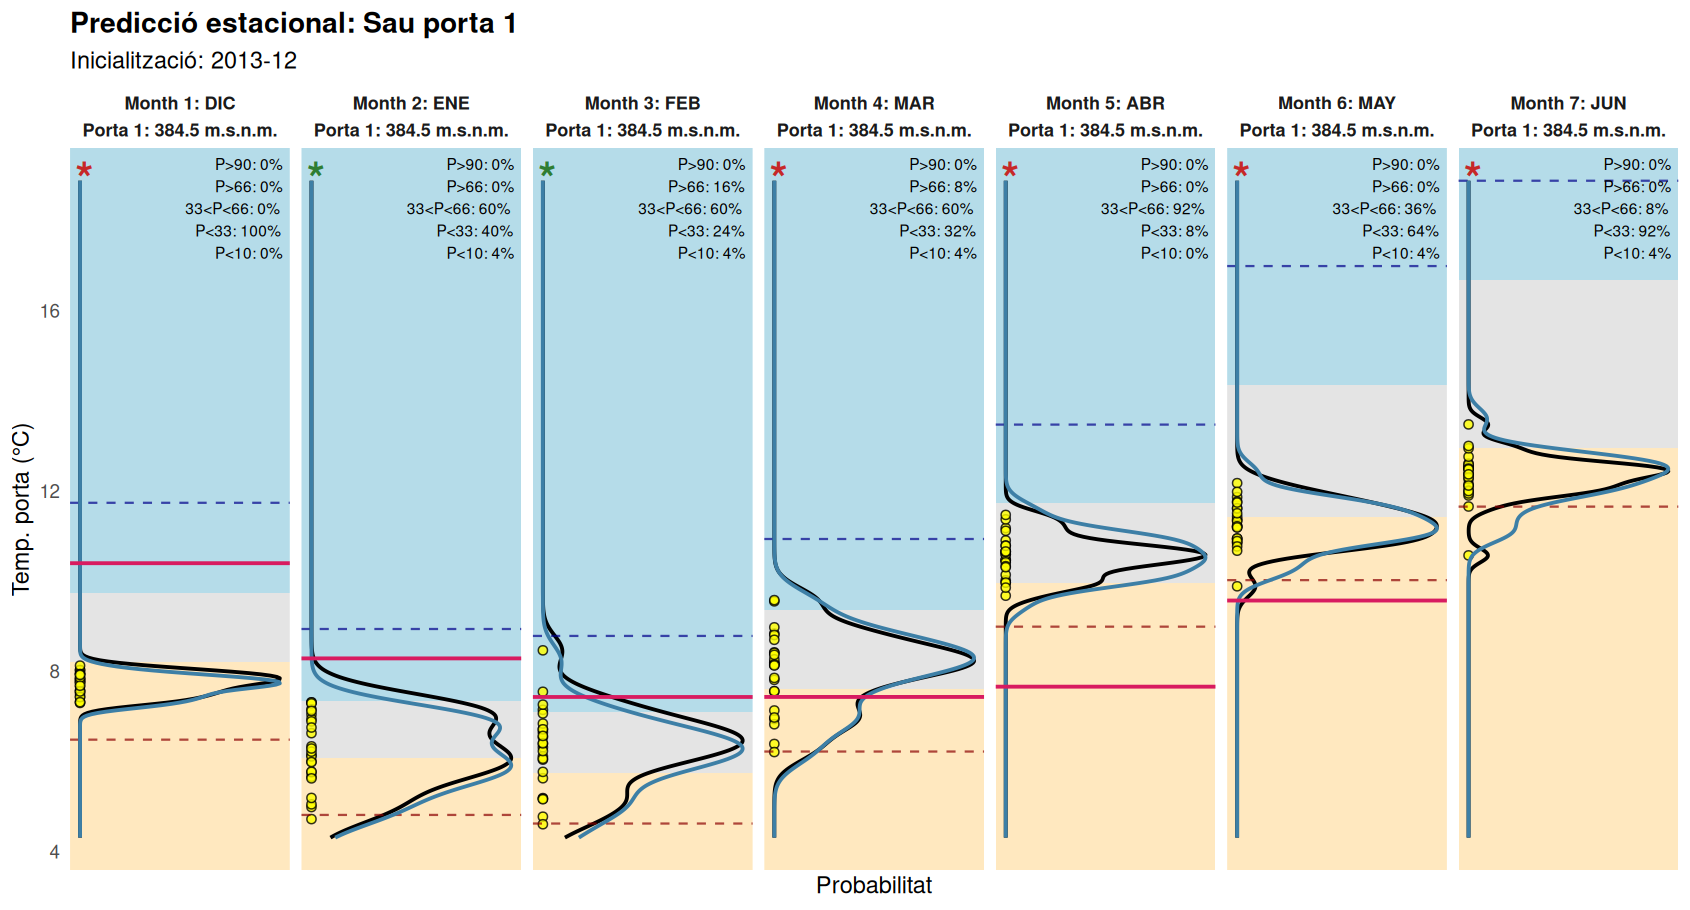 Predicció estacional: Sau porta 1
Inicialització: 2013-12
Month 1: DIC
Porta 1: 384.5 m.s.n.m.
Month 2: ENE
Porta 1: 384.5 m.s.n.m.
Month 3: FEB
Porta 1: 384.5 m.s.n.m.
Month 4: MAR
Porta 1: 384.5 m.s.n.m.
Month 5: ABR
Porta 1: 384.5 m.s.n.m.
Month 6: MAY
Porta 1: 384.5 m.s.n.m.
Month 7: JUN
Porta 1: 384.5 m.s.n.m.
*
P>90: 0%
P>66: 0%
33<P<66: 0%
P<33: 100%
P<10: 0%
*
P>90: 0%
P>66: 0%
33<P<66: 60%
P<33: 40%
P<10: 4%
*
P>90: 0%
P>66: 16%
33<P<66: 60%
P<33: 24%
P<10: 4%
*
P>90: 0%
P>66: 8%
33<P<66: 60%
P<33: 32%
P<10: 4%
*
P>90: 0%
P>66: 0%
33<P<66: 92%
P<33: 8%
P<10: 0%
*
P>90: 0%
P>66: 0%
33<P<66: 36%
P<33: 64%
P<10: 4%
*
P>90: 0%
P>66: 0%
33<P<66: 8%
P<33: 92%
P<10: 4%
16
12
8
4
Temp. porta (°C)
Probabilitat